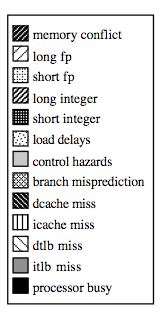 memory conflict
long fp
short fp
long integer
short integer
load delays
control hazards
branch misprediction
dcache miss
icache miss
dtlb miss
itlb miss
processor busy